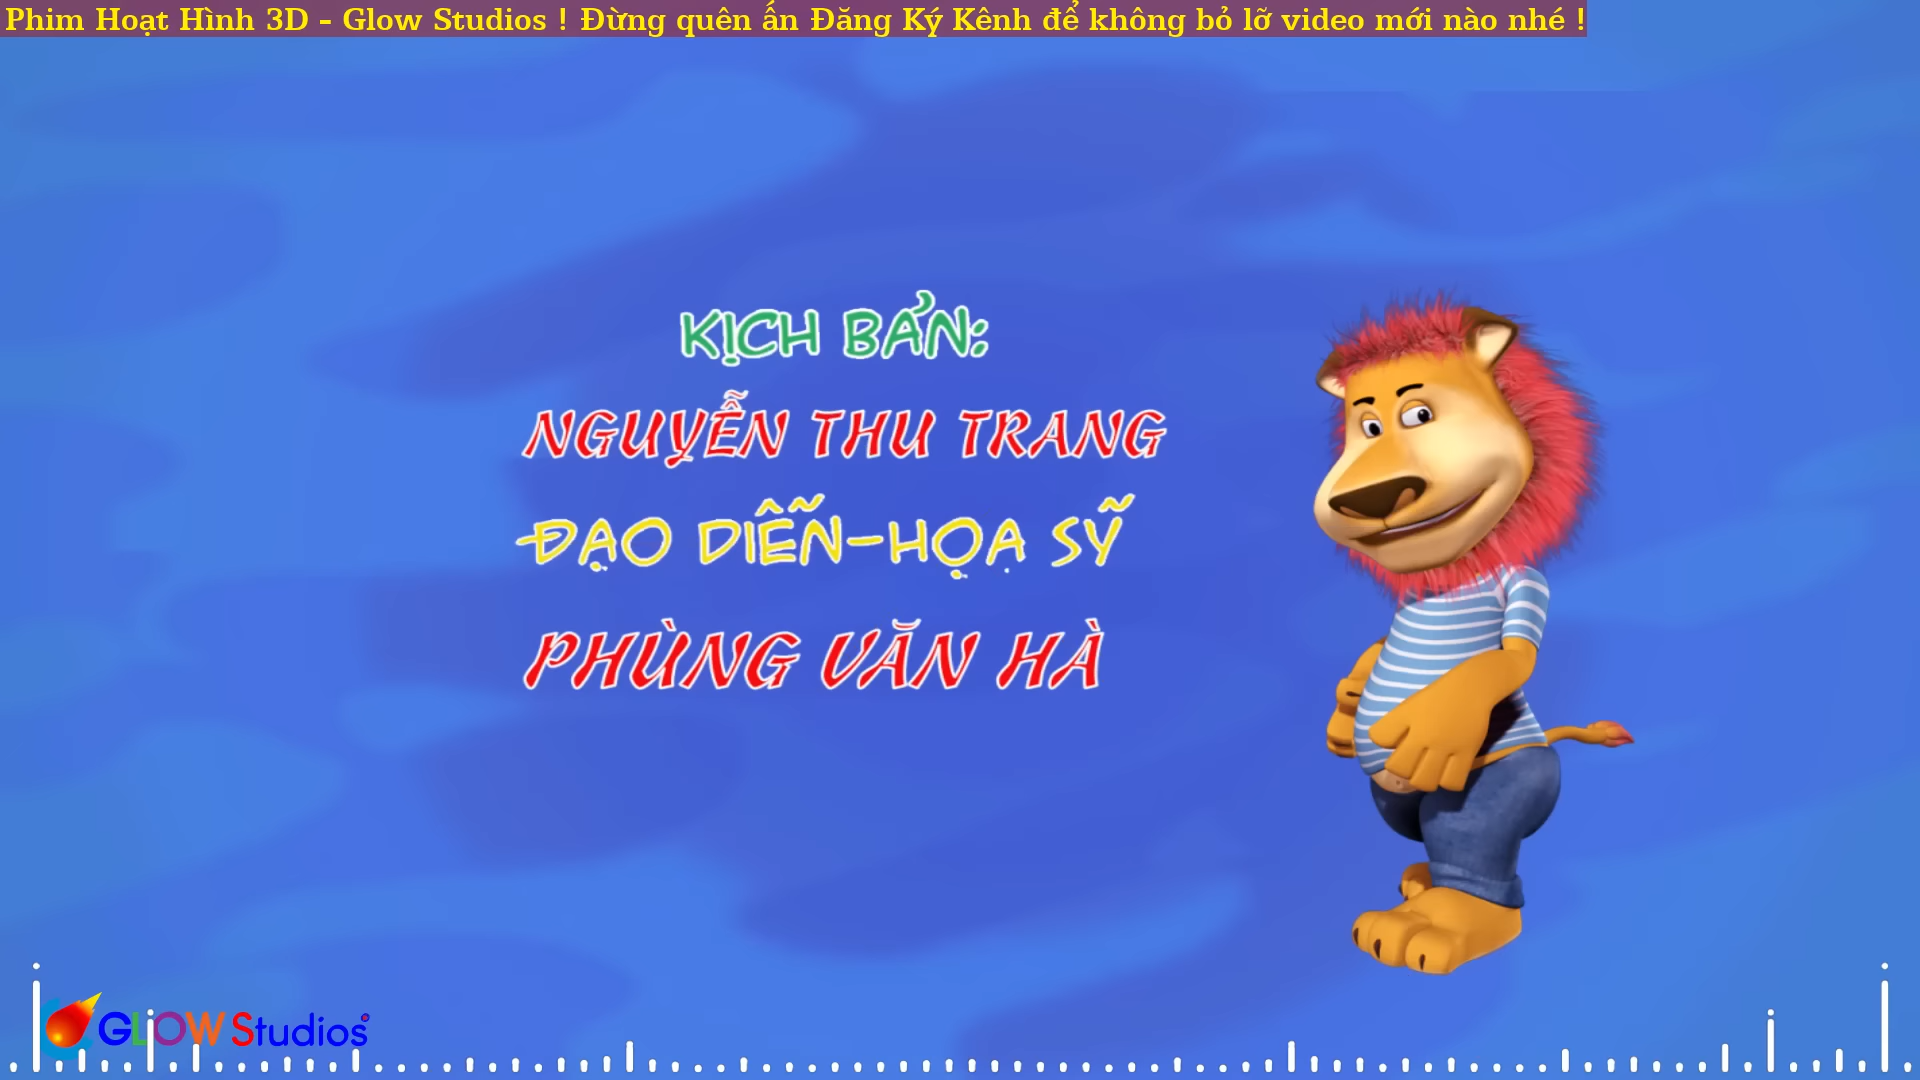 Phim Hoạt Hình 3D - Glow Studios ! Đừng quên ấn Đăng Ký Kênh để không bỏ lỡ video mới nào nhé !
KỊCH BẢN:
NGUYỄN THU TRANG
ĐẠO DIỄN-HỌA SỸ
PHÙNG VĂN HÀ
GLOW Studios